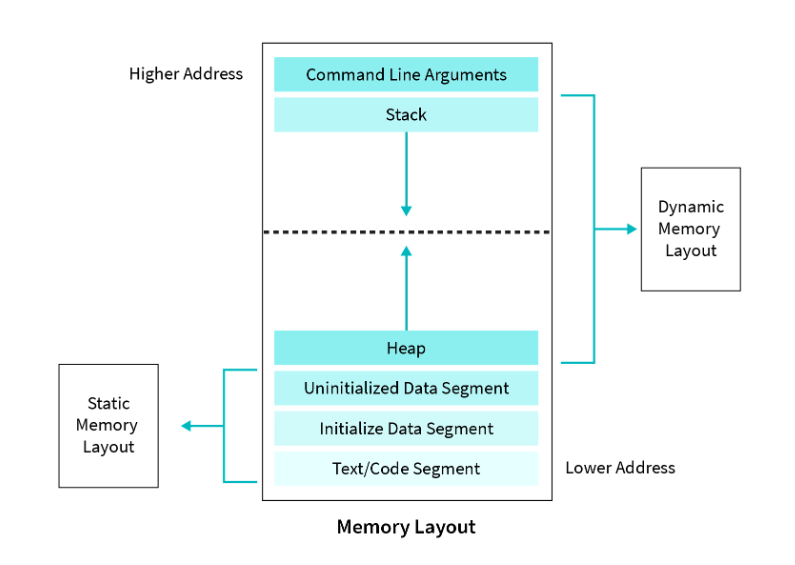 Higher Address
Command Line Arguments
Stack
Dynamic
Memory
Layout
Heap
Uninitialized Data Segment
Static
Memory
Layout
Initialize Data Segment
Text/Code Segment
Lower Address
Memory Layout